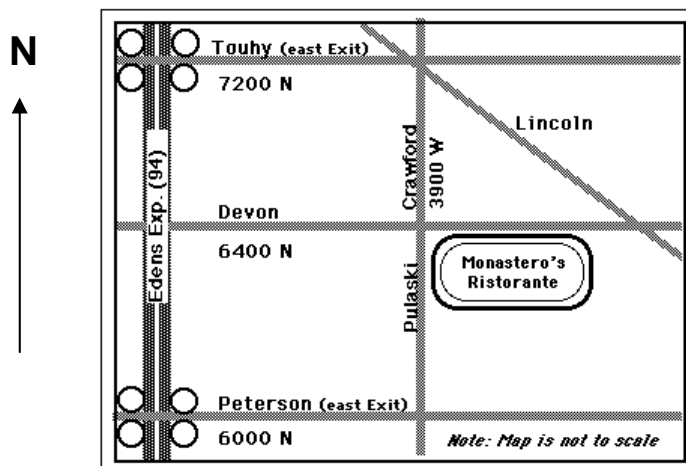 N
Touhy (east Exit)
7200 N
Lincoln
Crawford
3900 W
Edens Exp. (94)
Devon
6400 N
Monastero's
Ristorante
Pulaski
Peterson (east Exit)
6000 N
Note: Map is not to scale